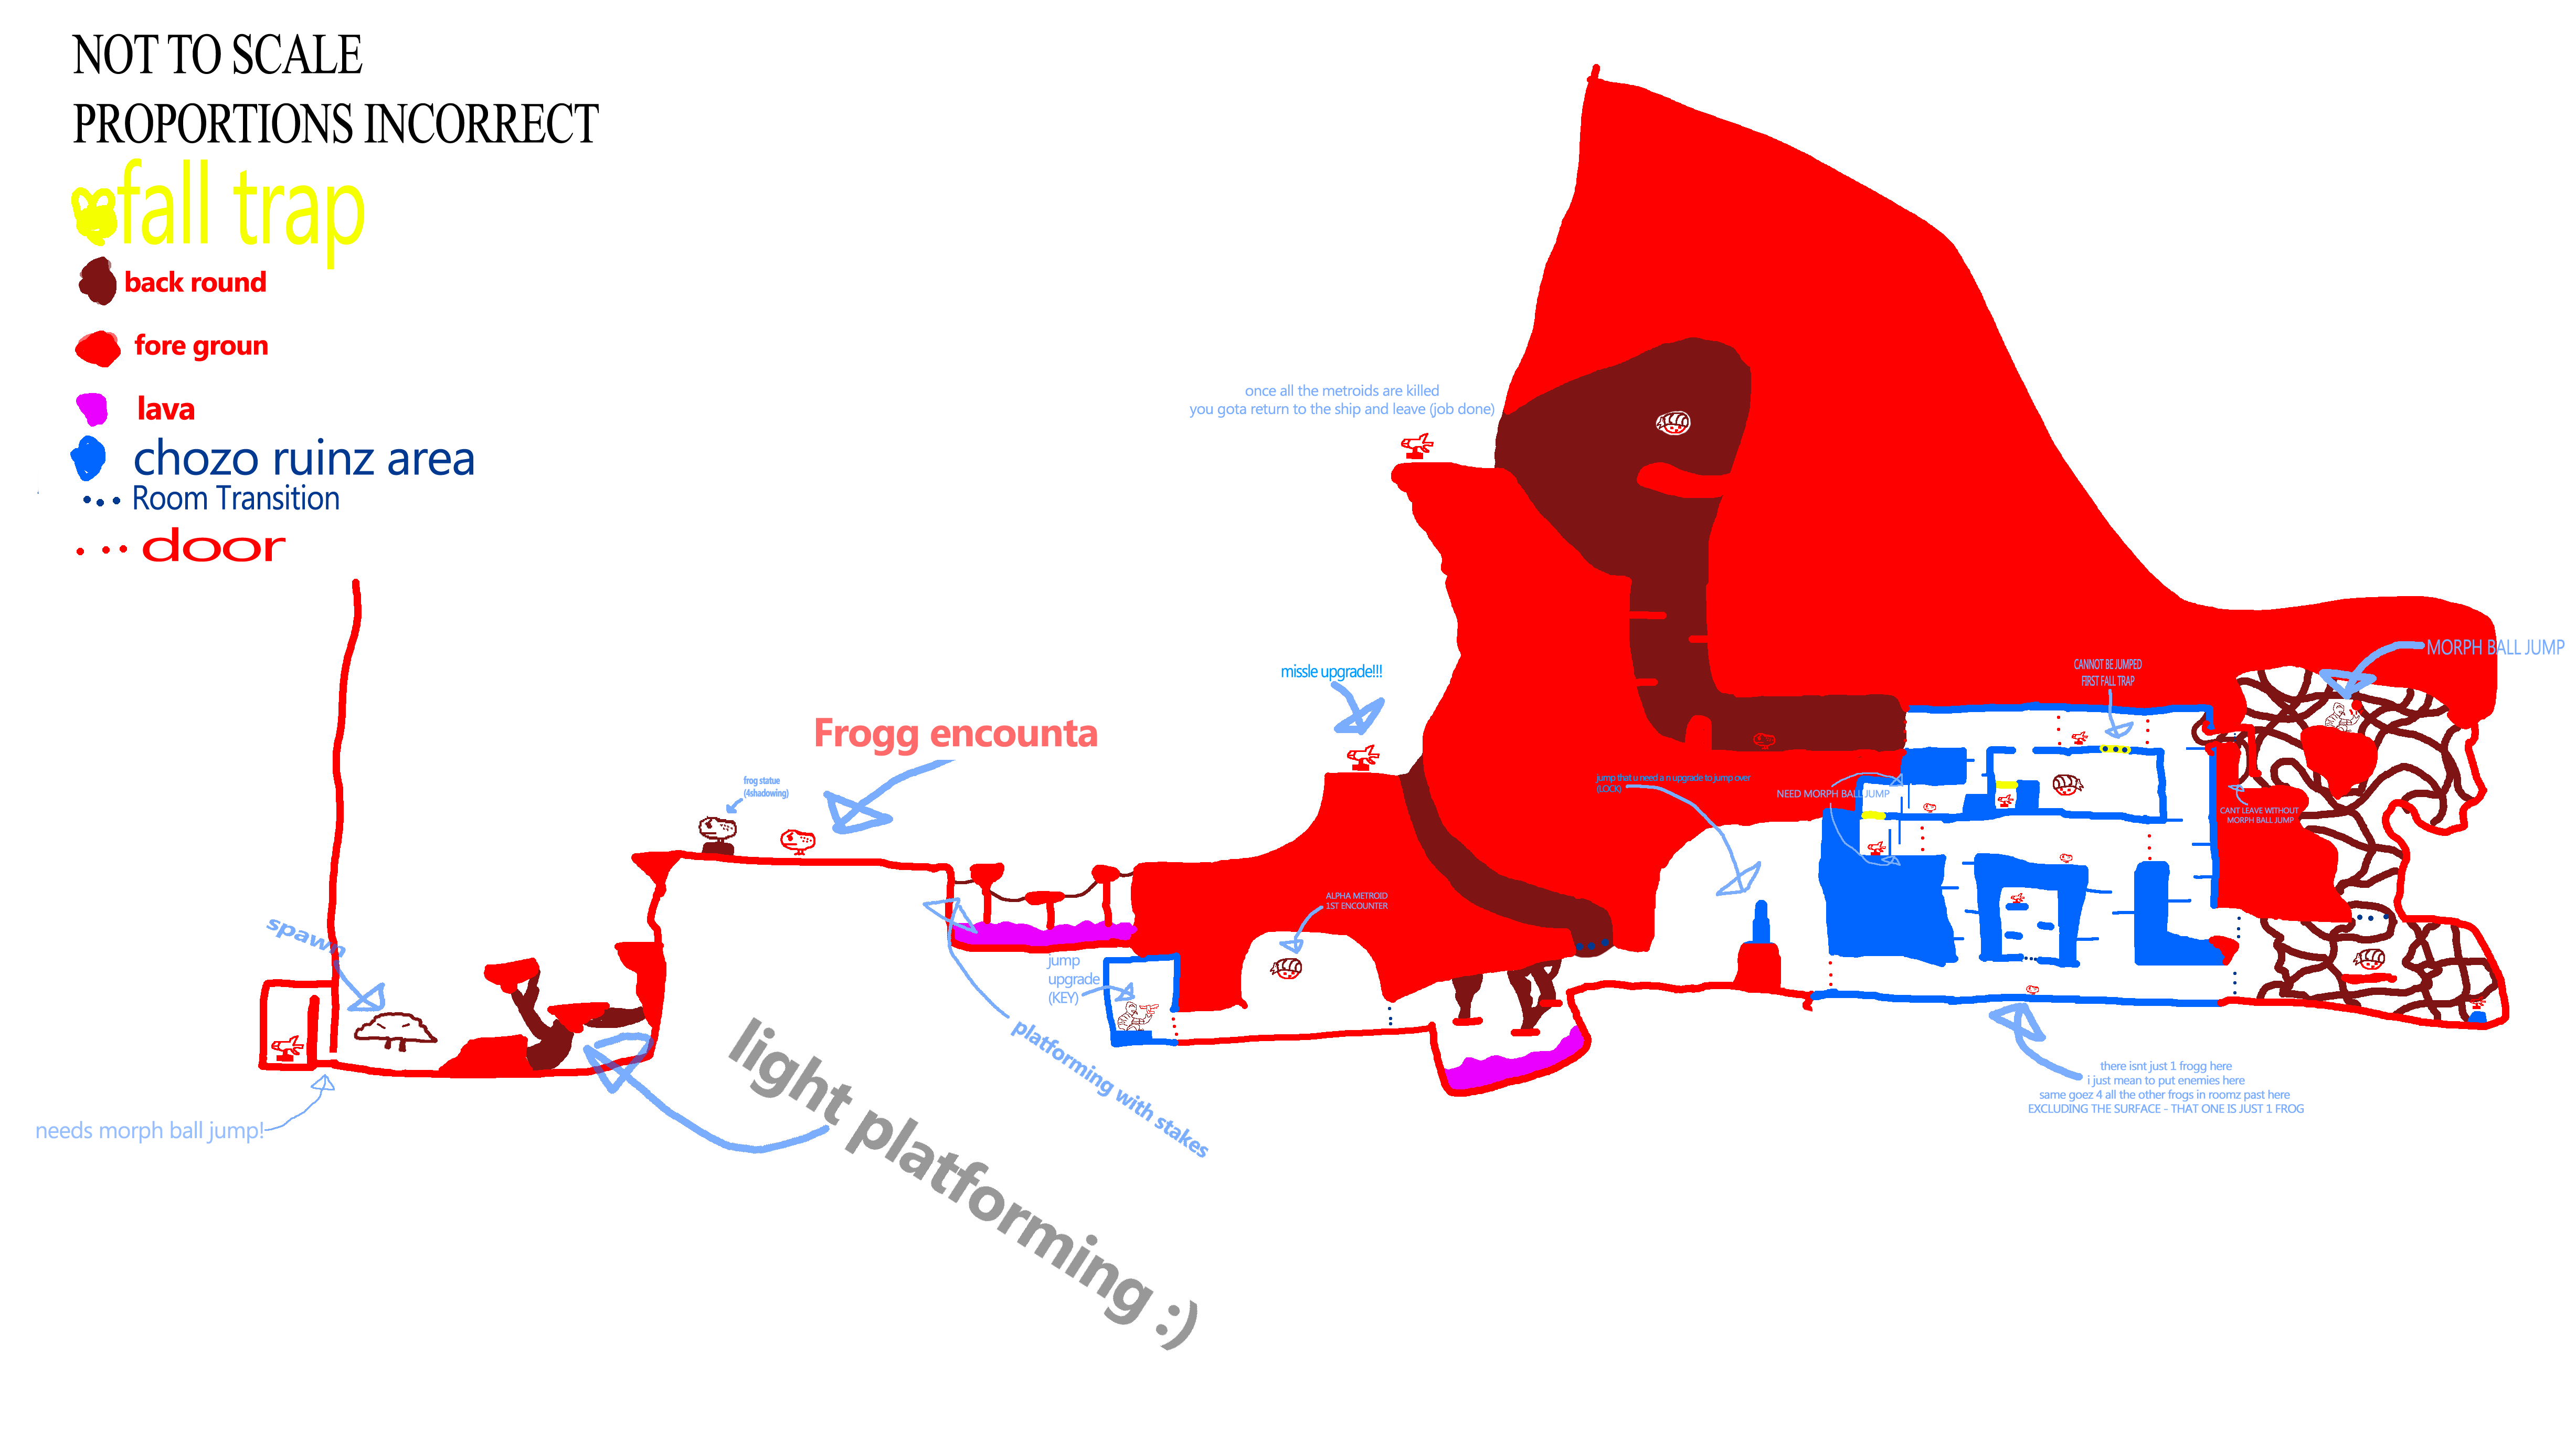 NOT TO SCALE
PROPORTIONS INCORRECT
fall trap
back round
fore groun
lava
chozo ruinz area
Room Transition
door
once all the metroids are killed
you gota return to the ship and leave (job done)
missle upgrade!!!
Frogg encounta
frog statue
(4shadowing)
spawn
needs morph ball jump!
light platforming :)
platforming with stakes
jump
upgrade
(KEY)
ALPHA METROID
1ST ENCOUNTER
jump that u need a n upgrade to jump over
(LOCK)
NEED MORPH BALL JUMP
CANNOT BE JUMPED
FIRST FALL TRAP
MORPH BALL JUMP
CANT LEAVE WITHOUT
MORPH BALL JUMP
there isnt just 1 frogg here
i just mean to put enemies here
same goez 4 all the other frogs in roomz past here
EXCLUDING THE SURFACE - THAT ONE IS JUST 1 FROG